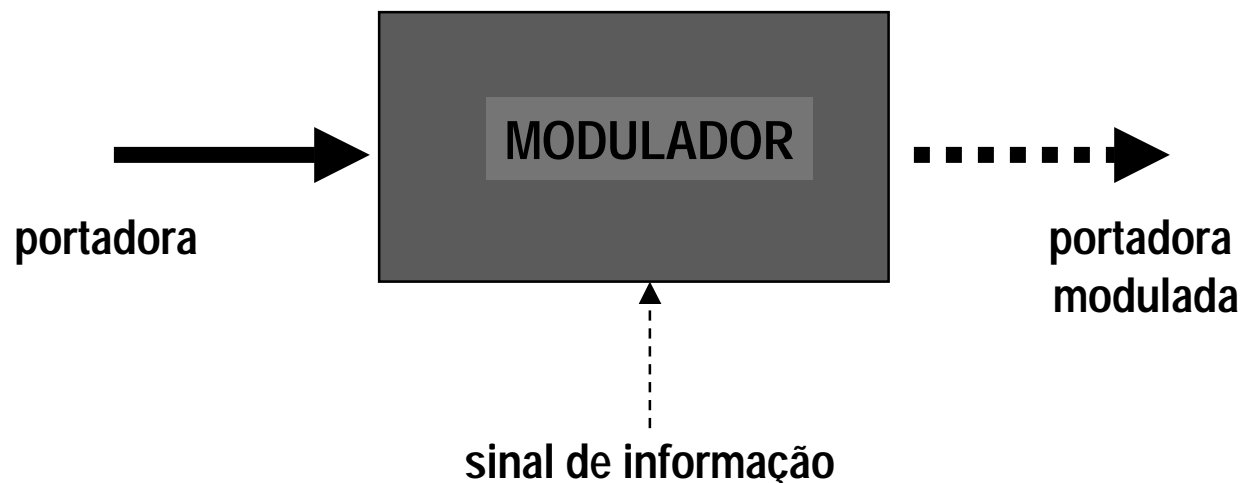 MODULADOR
portadora
portadora
modulada
sinal de informação